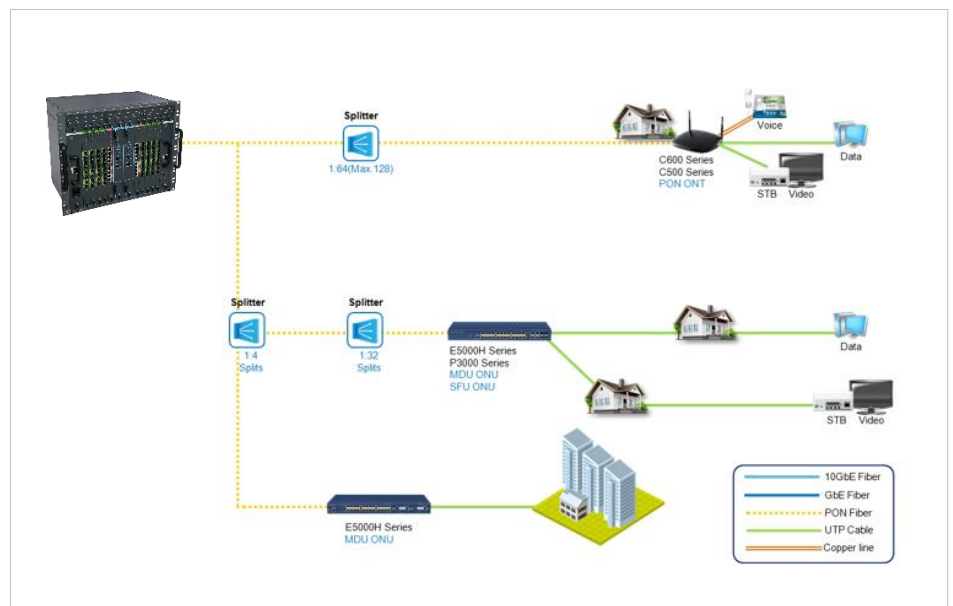 Splitter
1:64(Max.128)
Voice
C600 Series
C500 Series
PON ONT
Data
STB Video
Splitter
1:4
Splits
Splitter
1:32
Splits
E5000H Series
P3000 Series
MDU ONU
SFU ONU
Data
STB Video
E5000H Series
MDU ONU
10GbE Fiber
GbE Fiber
PON Fiber
UTP Cable
Copper line